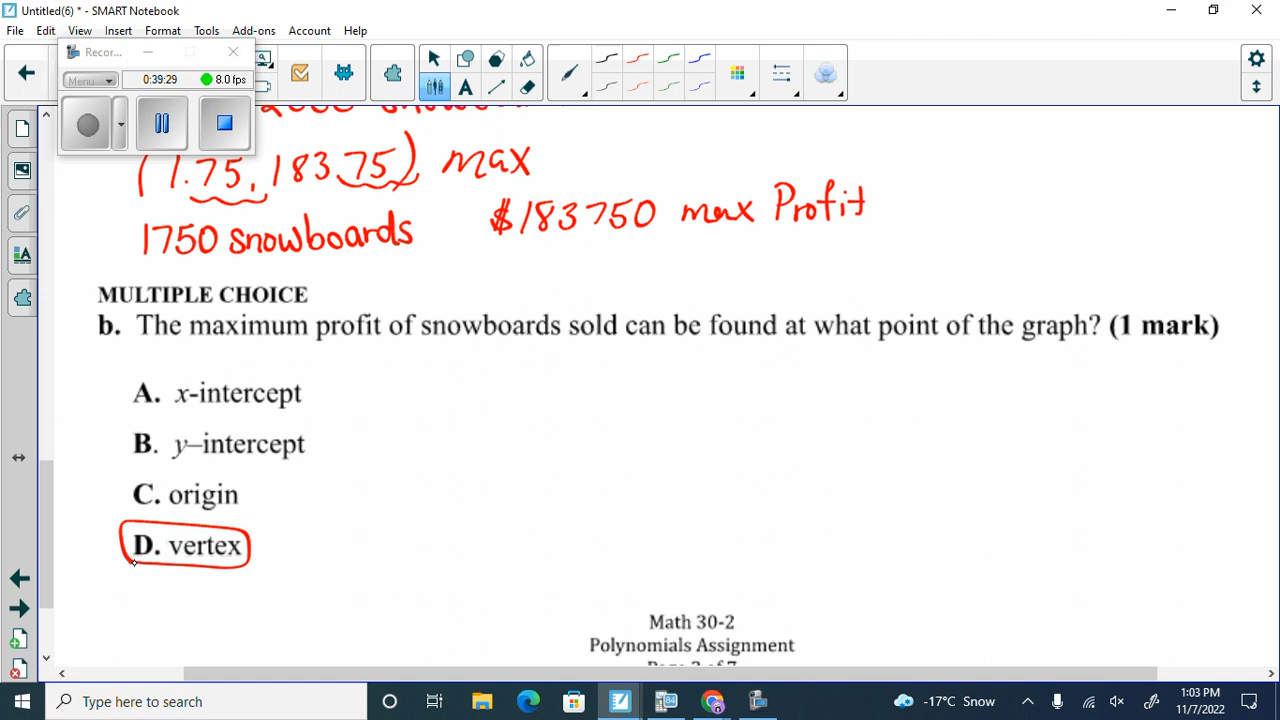 Untitled(6) * - SMART Notebook
File Edit View Insert Format Tools Add-ons Account Help
Recor...
Menu 0:39:29 8.0 fps
(1.75, 183.75) max
1750 snowboards $183750 max Profit
MULTIPLE CHOICE
b. The maximum profit of snowboards sold can be found at what point of the graph? (1 mark)
A. x-intercept
B. y–intercept
C. origin
D. vertex
Math 30-2
Polynomials Assignment
Type here to search
-17°C Snow
1:03 PM
11/7/2022